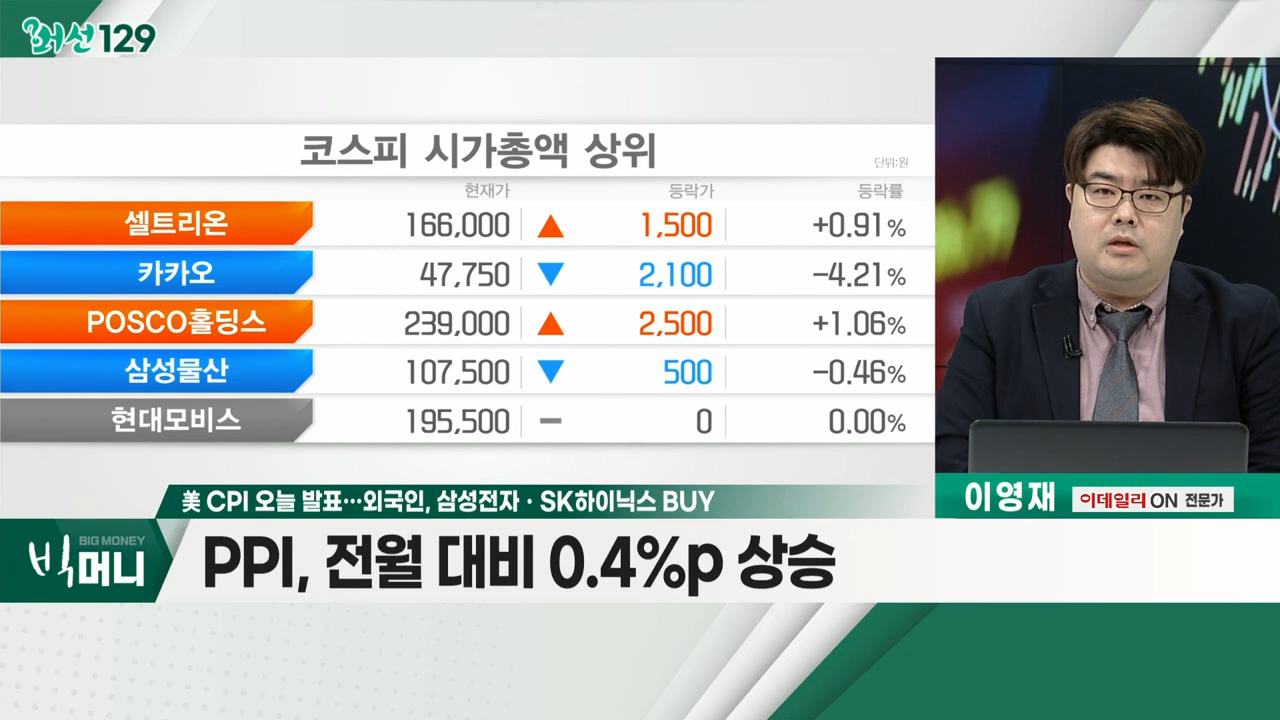 머선129
코스피 시가총액 상위
단위:원
현재가 등락가 등락률
셀트리온 166,000 ▲ 1,500 +0.91%
카카오 47,750 ▼ 2,100 -4.21%
POSCO홀딩스 239,000 ▲ 2,500 +1.06%
삼성물산 107,500 ▼ 500 -0.46%
현대모비스 195,500 - 0 0.00%
이영재 이데일리ON 전문가
美 CPI 오늘 발표…외국인, 삼성전자·SK하이닉스 BUY
BIG MONEY
빅머니
PPI, 전월 대비 0.4%p 상승